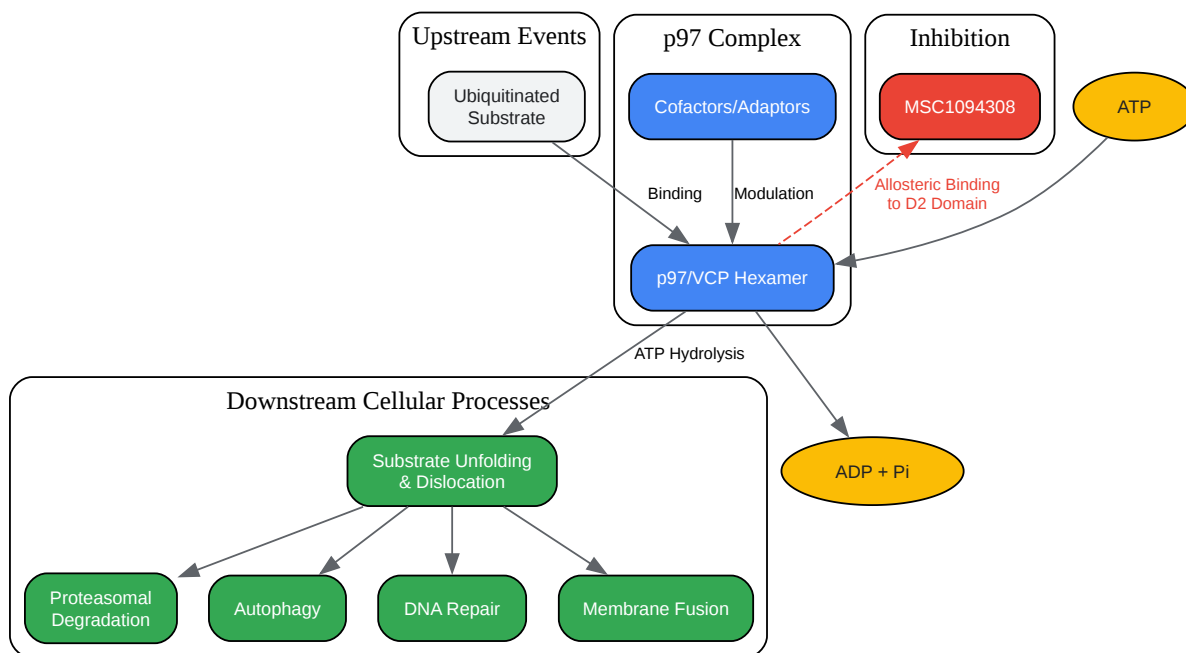 Upstream Events
p97 Complex
Inhibition
Ubiquitinated
Substrate
Cofactors/Adaptors
MSC1094308
ATP
Binding
Modulation
Allosteric Binding
to D2 Domain
p97/VCP Hexamer
ATP Hydrolysis
Downstream Cellular Processes
Substrate Unfolding
& Dislocation
ADP + Pi
Proteasomal
Degradation
Autophagy
DNA Repair
Membrane Fusion